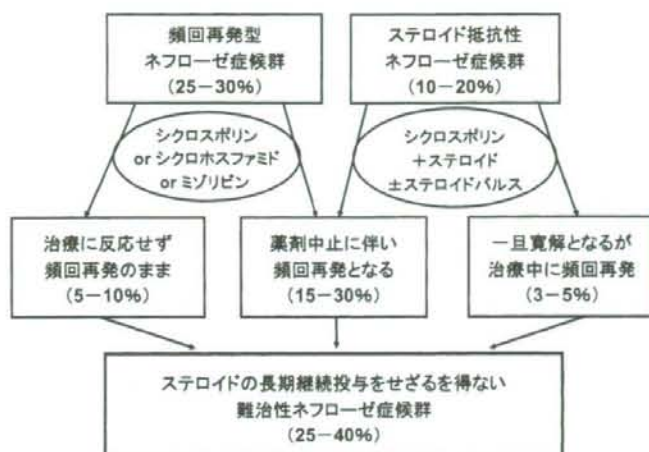 頻回再発型
ネフローゼ症候群
(25－30%)
ステロイド抵抗性
ネフローゼ症候群
(10－20%)
シクロスポリン
or シクロホスファミド
or ミゾリビン
シクロスポリン
＋ステロイド
±ステロイドパルス
治療に反応せず
頻回再発のまま
(5－10%)
薬剤中止に伴い
頻回再発となる
(15－30%)
一旦寛解となるが
治療中に頻回再発
(3－5%)
ステロイドの長期継続投与をせざるを得ない
難治性ネフローゼ症候群
(25－40%)